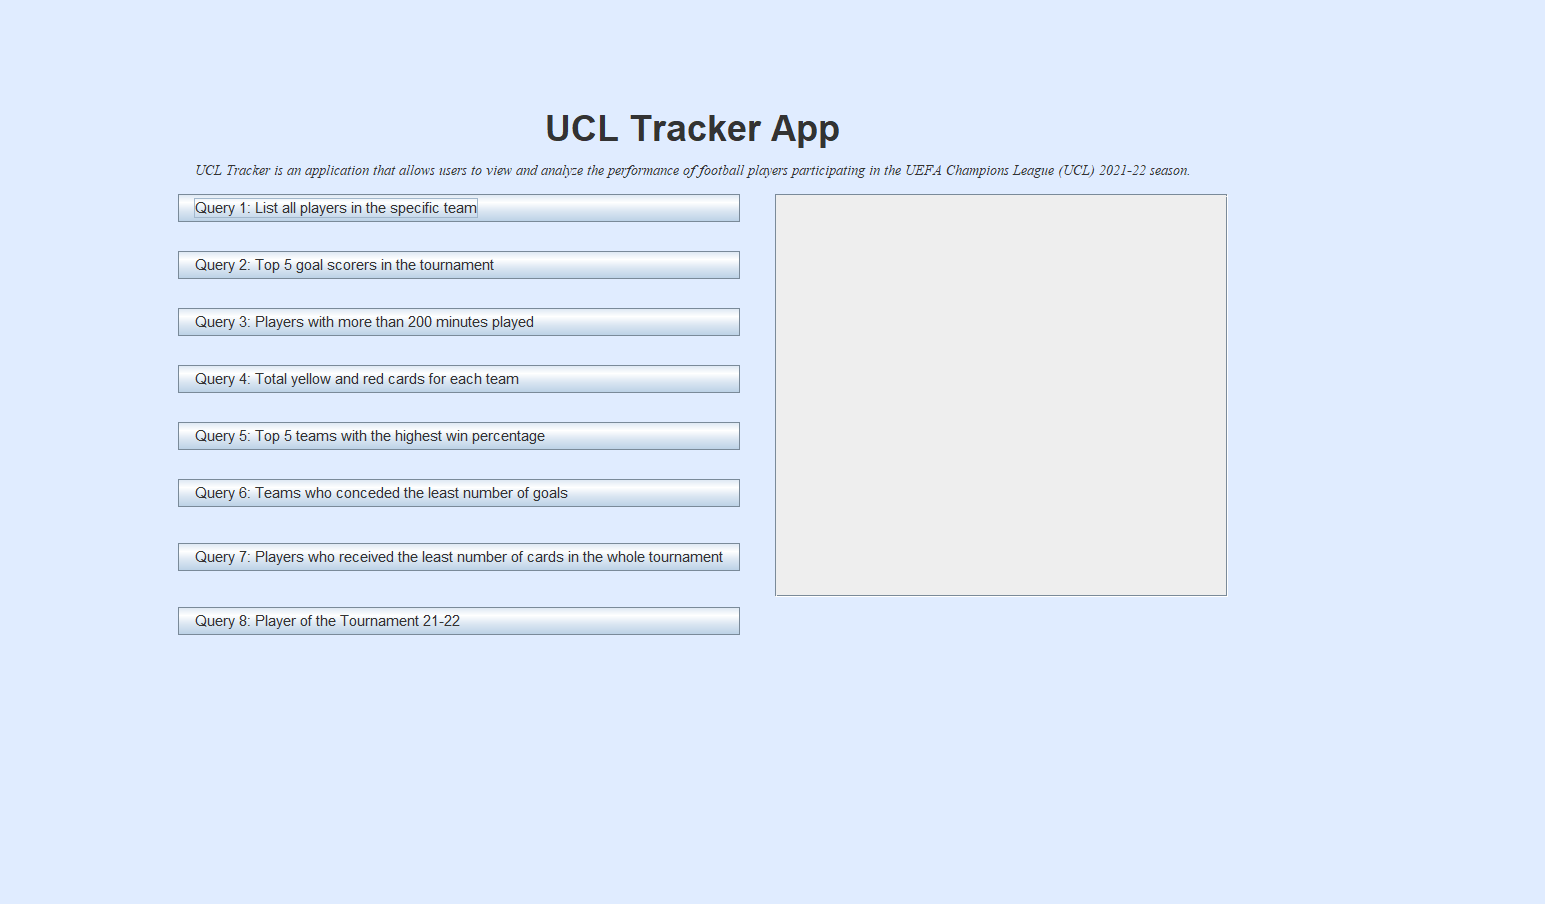 UCL Tracker App
UCL Tracker is an application that allows users to view and analyze the performance of football players participating in the UEFA Champions League (UCL) 2021-22 season.
Query 1: List all players in the specific team
Query 2: Top 5 goal scorers in the tournament
Query 3: Players with more than 200 minutes played
Query 4: Total yellow and red cards for each team
Query 5: Top 5 teams with the highest win percentage
Query 6: Teams who conceded the least number of goals
Query 7: Players who received the least number of cards in the whole tournament
Query 8: Player of the Tournament 21-22